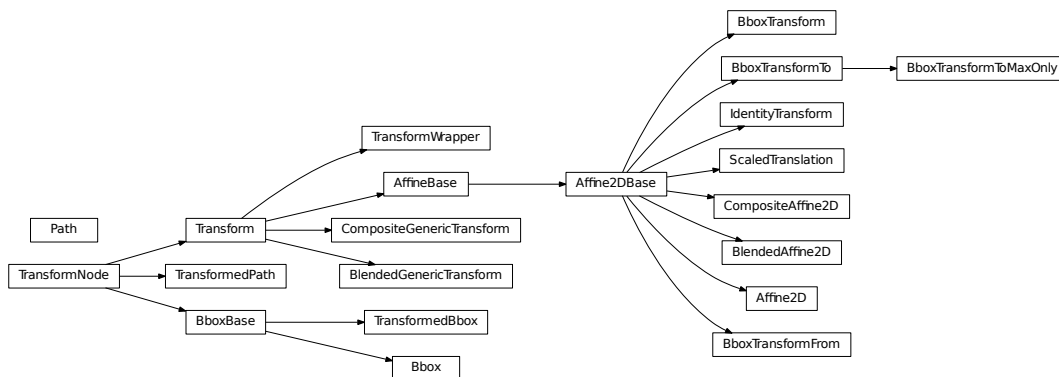 BboxTransform
BboxTransformTo
BboxTransformToMaxOnly
IdentityTransform
TransformWrapper
ScaledTranslation
AffineBase
Affine2DBase
CompositeAffine2D
Path
Transform
CompositeGenericTransform
BlendedAffine2D
TransformNode
TransformedPath
BlendedGenericTransform
Affine2D
BboxBase
TransformedBbox
BboxTransformFrom
Bbox